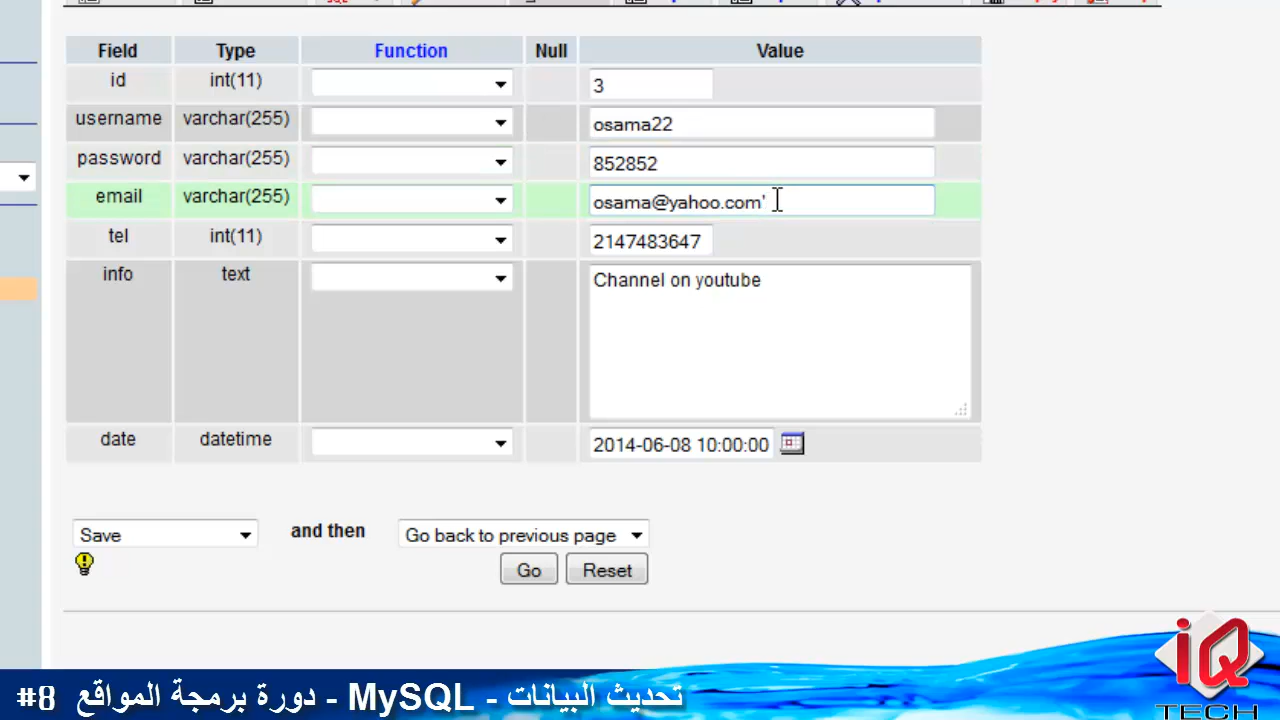 Field Type Function Null Value
id int(11) 3
username varchar(255) osama22
password varchar(255) 852852
email varchar(255) osama@yahoo.com'
tel int(11) 2147483647
info text Channel on youtube
date datetime 2014-06-08 10:00:00
Save and then Go back to previous page
Go Reset
iQ
TECH
تحديث البيانات - MySQL - دورة برمجة المواقع #8